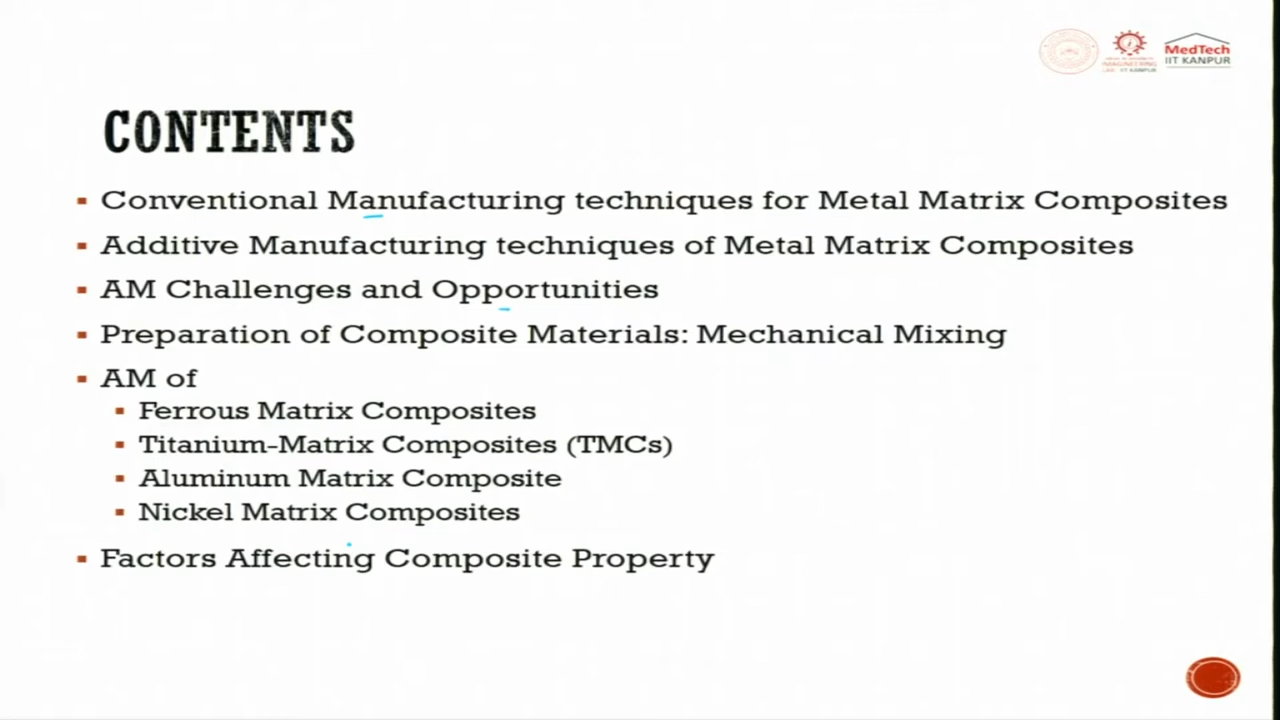 MedTech
IIT KANPUR
CONTENTS
Conventional Manufacturing techniques for Metal Matrix Composites
Additive Manufacturing techniques of Metal Matrix Composites
AM Challenges and Opportunities
Preparation of Composite Materials: Mechanical Mixing
AM of
Ferrous Matrix Composites
Titanium-Matrix Composites (TMCs)
Aluminum Matrix Composite
Nickel Matrix Composites
Factors Affecting Composite Property